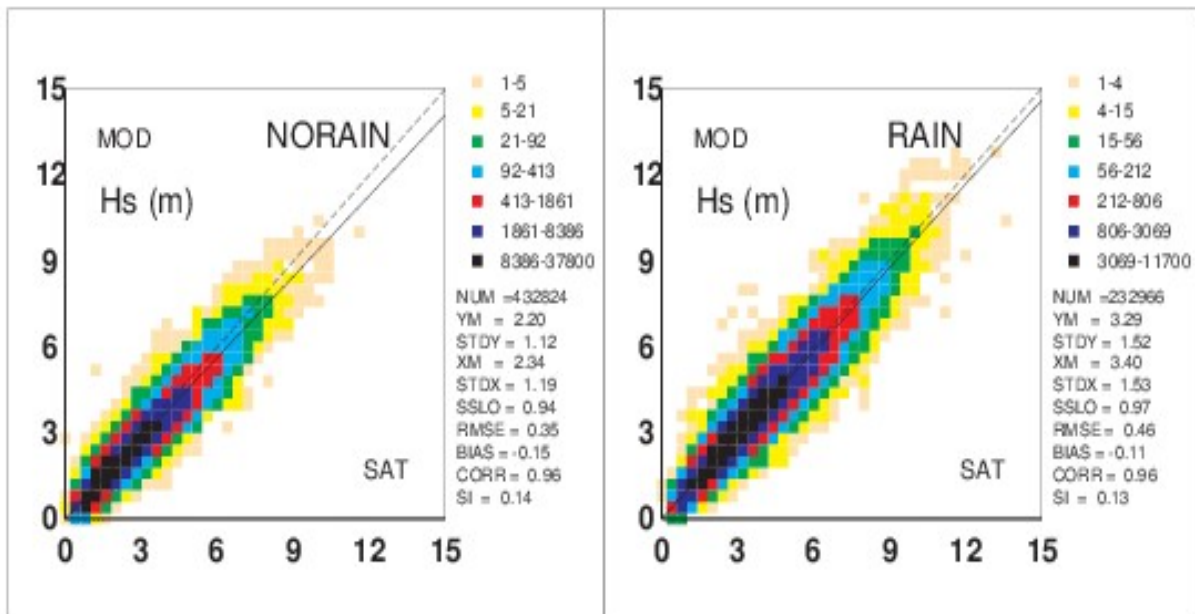 15
MOD NORAIN
12
Hs (m)
9
6
3
SAT
0
0 3 6 9 12 15
1-5
5-21
21-92
92-413
413-1861
1861-8386
8386-37800
NUM =432824
YM = 2.20
STDY = 1.12
XM = 2.34
STDX = 1.19
SSLO = 0.94
RMSE = 0.35
BIAS = -0.15
CORR = 0.96
SI = 0.14
15
MOD RAIN
12
Hs (m)
9
6
3
SAT
0
0 3 6 9 12 15
1-4
4-15
15-56
56-212
212-806
806-3069
3069-11700
NUM =232966
YM = 3.29
STDY = 1.52
XM = 3.40
STDX = 1.53
SSLO = 0.97
RMSE = 0.46
BIAS = -0.11
CORR = 0.96
SI = 0.13